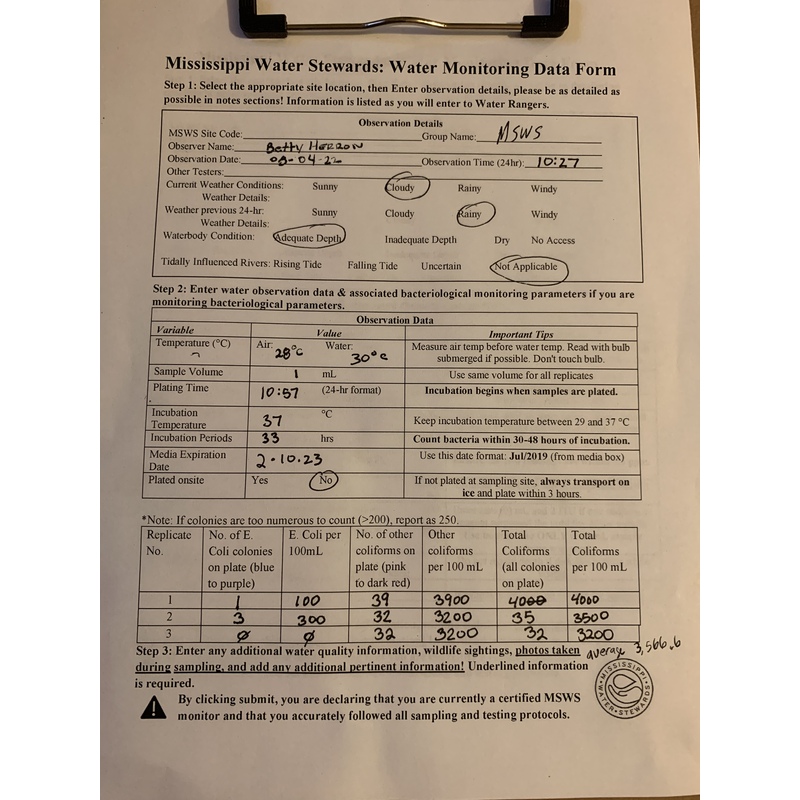 Mississippi Water Stewards: Water Monitoring Data Form
Step 1: Select the appropriate site location, then Enter observation details, please be as detailed as
possible in notes sections! Information is listed as you will enter to Water Rangers.
Observation Details
MSWS Site Code: Group Name: MSWS
Observer Name: Betty Herron
Observation Date: 09-04-22 Observation Time (24hr): 10:27
Other Testers:
Current Weather Conditions: Sunny Cloudy Rainy Windy
Weather Details:
Weather previous 24-hr: Sunny Cloudy Rainy Windy
Weather Details:
Waterbody Condition: Adequate Depth Inadequate Depth Dry No Access
Tidally Influenced Rivers: Rising Tide Falling Tide Uncertain Not Applicable
Step 2: Enter water observation data & associated bacteriological monitoring parameters if you are
monitoring bacteriological parameters.
Observation Data
Variable Value Important Tips
Temperature (°C) Air: 28°C Water: 30°C Measure air temp before water temp. Read with bulb
submerged if possible. Don't touch bulb.
Sample Volume 1 mL Use same volume for all replicates
Plating Time 10:57 (24-hr format) Incubation begins when samples are plated.
Incubation
Temperature 37 °C Keep incubation temperature between 29 and 37 °C
Incubation Periods 33 hrs Count bacteria within 30-48 hours of incubation.
Media Expiration
Date 2.10.23 Use this date format: Jul/2019 (from media box)
Plated onsite Yes No If not plated at sampling site, always transport on
ice and plate within 3 hours.
*Note: If colonies are too numerous to count (>200), report as 250.
Replicate No. of E. E. Coli per No. of other Other Total Total
No. Coli colonies 100mL coliforms on coliforms Coliforms Coliforms
on plate (blue plate (pink per 100 mL (all colonies per 100 mL
to purple) to dark red) on plate)
1 1 100 39 3900 4000 4000
2 3 300 32 3200 35 3500
3 Ø Ø 32 3200 32 3200
average 3,566.6
Step 3: Enter any additional water quality information, wildlife sightings, photos taken
during sampling, and add any additional pertinent information! Underlined information
is required.
MISSISSIPPI WATER STEWARDS
By clicking submit, you are declaring that you are currently a certified MSWS
monitor and that you accurately followed all sampling and testing protocols.